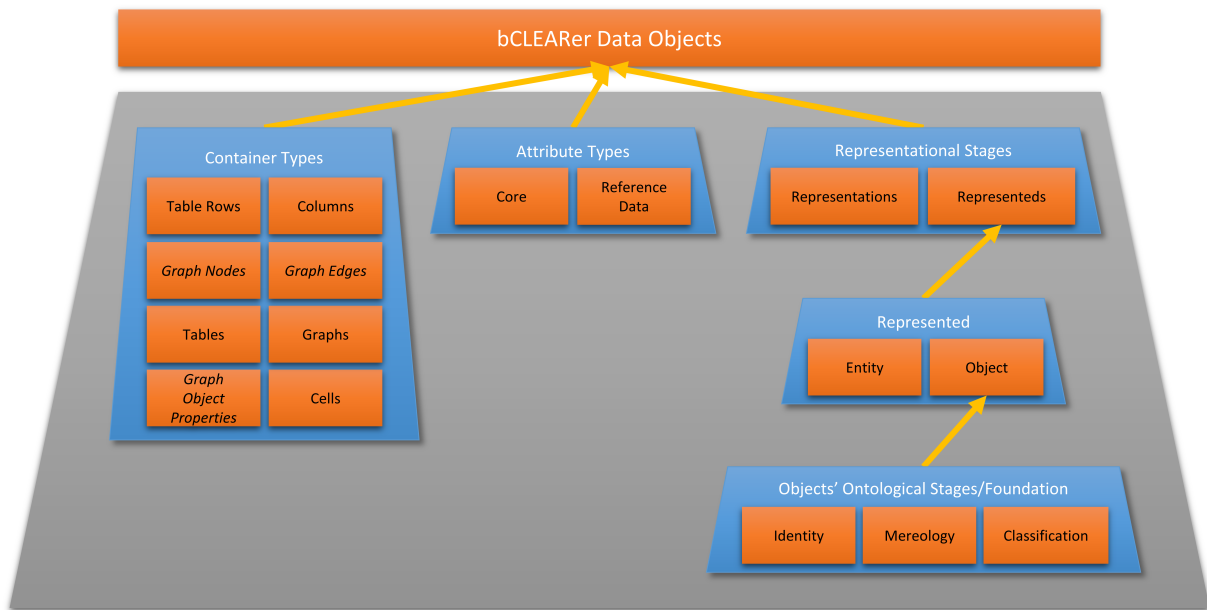 bCLEARer Data Objects
Container Types
Table Rows
Columns
Graph Nodes
Graph Edges
Tables
Graphs
Graph
Object
Properties
Cells
Attribute Types
Core
Reference
Data
Representational Stages
Representations
Representeds
Represented
Entity
Object
Objects’ Ontological Stages/Foundation
Identity
Mereology
Classification